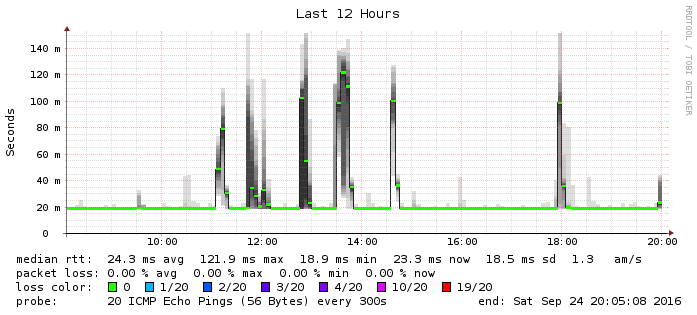 Last 12 Hours
RRDTOOL / TOBI OETIKER
Seconds
140 m
120 m
100 m
80 m
60 m
40 m
20 m
0
10:00 12:00 14:00 16:00 18:00 20:00
median rtt: 24.3 ms avg 121.9 ms max 18.9 ms min 23.3 ms now 18.5 ms sd 1.3 am/s
packet loss: 0.00 % avg 0.00 % max 0.00 % min 0.00 % now
loss color: 0 1/20 2/20 3/20 4/20 10/20 19/20
probe: 20 ICMP Echo Pings (56 Bytes) every 300s end: Sat Sep 24 20:05:08 2016